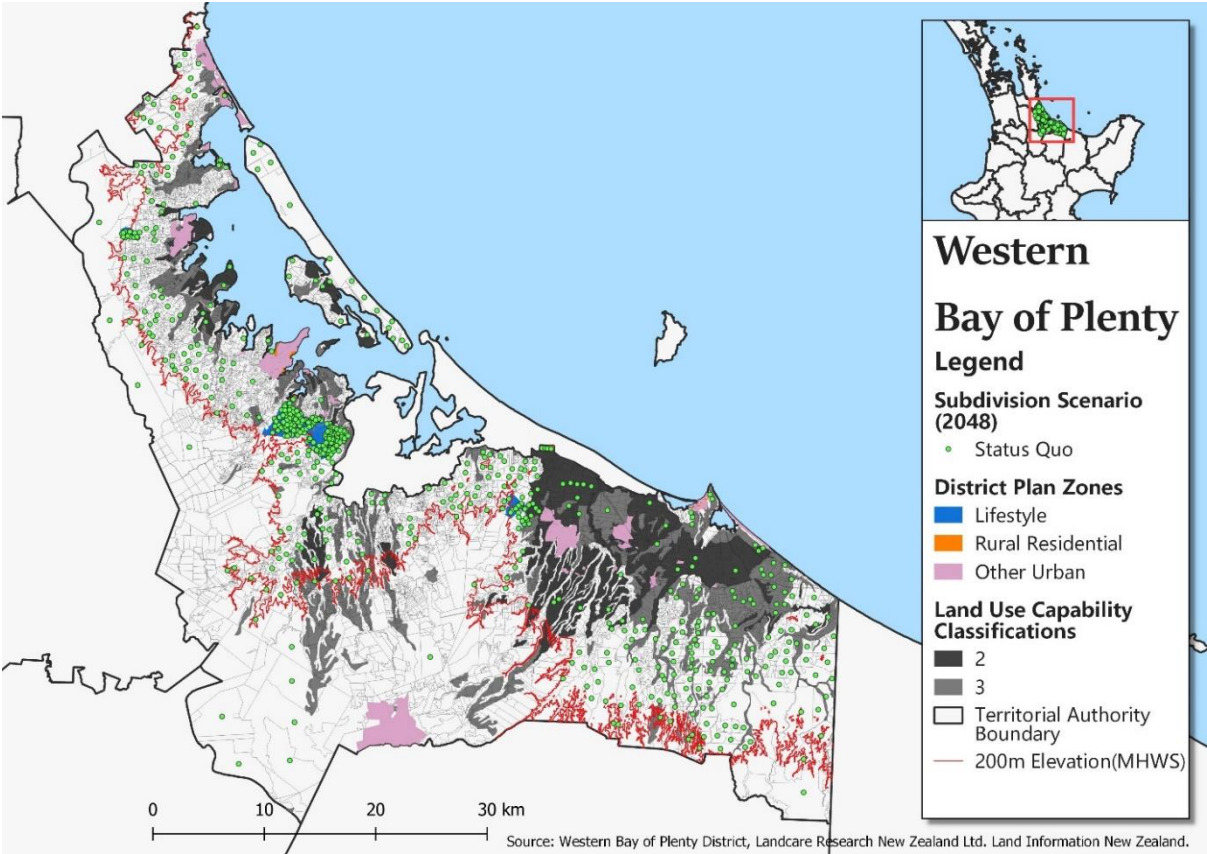 Western
Bay of Plenty
Legend
Subdivision Scenario
(2048)
Status Quo
District Plan Zones
Lifestyle
Rural Residential
Other Urban
Land Use Capability
Classifications
2
3
Territorial Authority
Boundary
200m Elevation(MHWS)
0 10 20 30 km
Source: Western Bay of Plenty District, Landcare Research New Zealand Ltd. Land Information New Zealand.